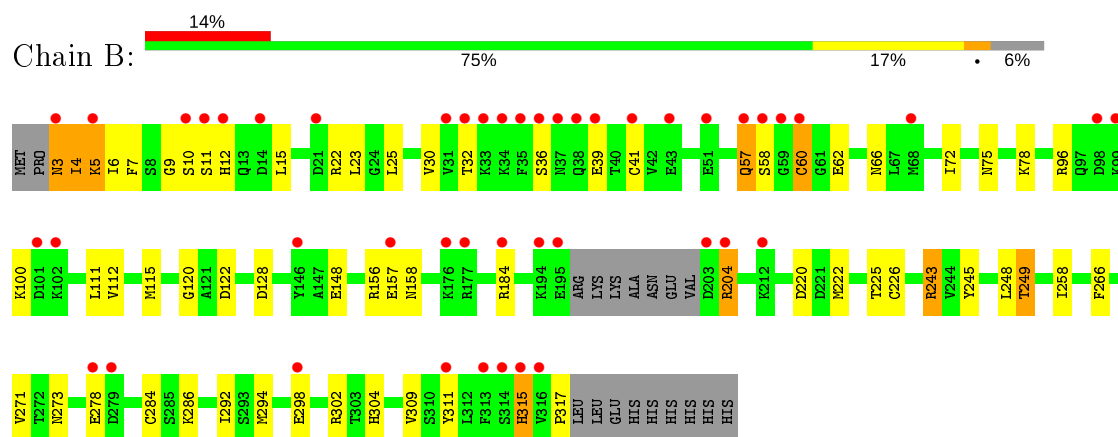 14%
Chain B:
75% 17% • 6%
MET PRO N3 I4 K5 I6 F7 S8 G9 S10 S11 H12 Q13 D14 L15 D21 R22 L23 G24 L25 V30 V31 T32 K33 K34 F35 S36 N37 Q38 E39 T40 C41 V42 E43 E51 Q57 S58 G59 C60 G61 E62 N66 L67 M68 I72 N75 K78 R96 Q97 D98 K99
K100 D101 K102 L111 V112 M115 G120 A121 D122 D128 Y146 A147 E148 R156 E157 N158 K176 R177 R184 K194 E195 ARG LYS LYS ALA ASN GLU VAL D203 R204 K212 D220 D221 M222 T225 C226 R243 V244 Y245 L248 T249 I258 F266
V271 T272 N273 E278 D279 C284 S285 K286 I292 S293 M294 E298 R302 T303 H304 V309 S310 Y311 L312 F313 S314 H315 V316 P317 LEU LEU GLU HIS HIS HIS HIS HIS HIS